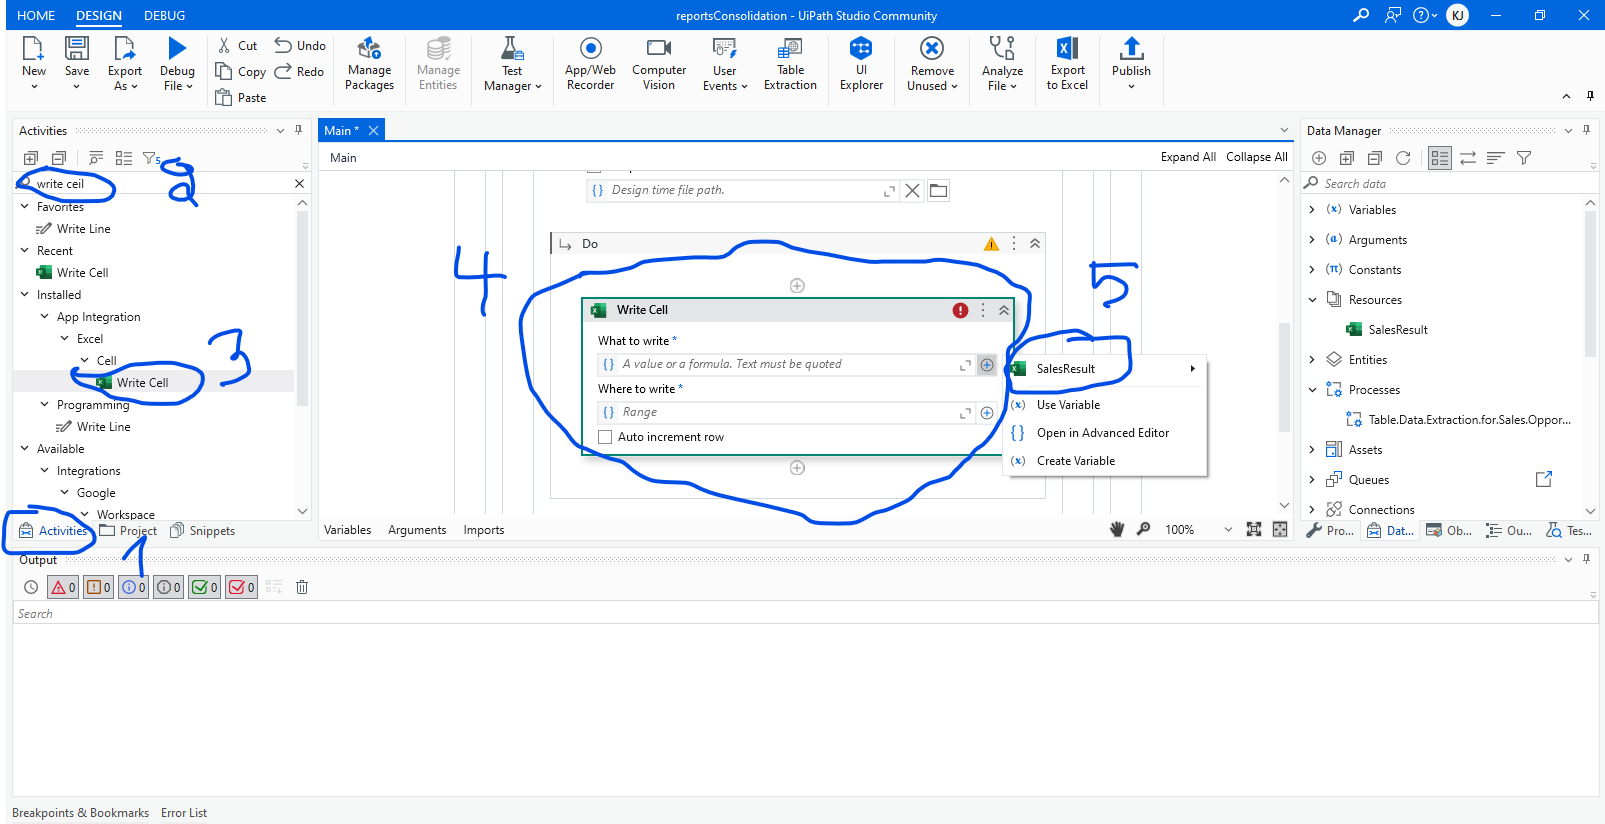 HOME DESIGN DEBUG reportsConsolidation - UiPath Studio Community KJ
New Save Export As Debug File Cut Copy Paste Undo Redo Manage Packages Manage Entities Test Manager App/Web Recorder Computer Vision User Events Table Extraction UI Explorer Remove Unused Analyze File Export to Excel Publish
Activities
5
2
write ceil
Favorites
Write Line
Recent
Write Cell
Installed
App Integration
Excel
Cell
Write Cell
3
Programming
Write Line
Available
Integrations
Google
Workspace
Activities Project Snippets
1
Main *
Main Expand All Collapse All
Design time file path.
Do
4
Write Cell
What to write *
A value or a formula. Text must be quoted
Where to write *
Range
Auto increment row
5
SalesResult
Use Variable
Open in Advanced Editor
Create Variable
Variables Arguments Imports 100%
Data Manager
Search data
Variables
Arguments
Constants
Resources
SalesResult
Entities
Processes
Table.Data.Extraction.for.Sales.Oppor...
Assets
Queues
Connections
Pro... Dat... Ob... Ou... Tes...
Output
0 0 0 0 0 0
Search
Breakpoints & Bookmarks Error List